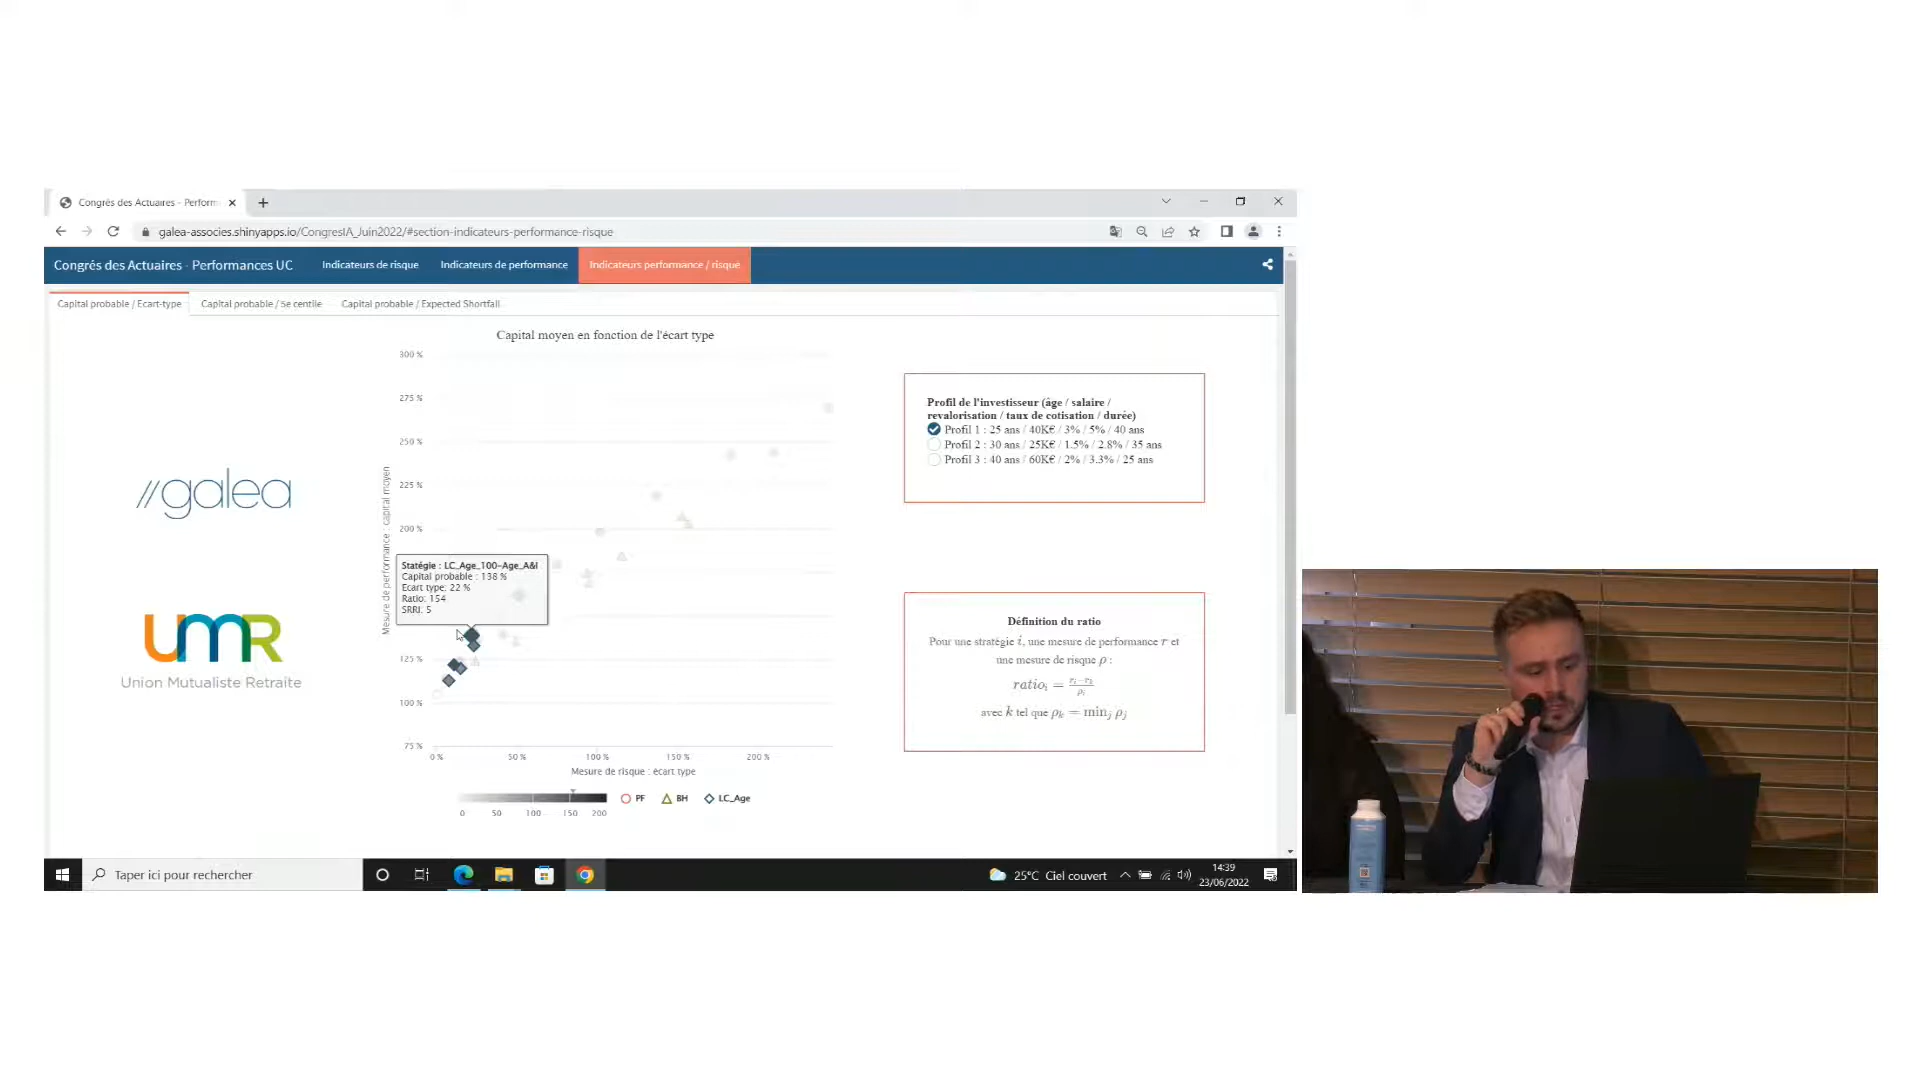 Congrès des Actuaires - Perform
galea-associes.shinyapps.io/CongresIA_Juin2022/#section-indicateurs-performance-risque
Congrés des Actuaires - Performances UC
Indicateurs de risque
Indicateurs de performance
Indicateurs performance / risque
Capital probable / Ecart-type
Capital probable / 5e centile
Capital probable / Expected Shortfall
Capital moyen en fonction de l'écart type
300 %
275 %
250 %
225 %
200 %
125 %
100 %
75 %
Mesure de performance : capital moyen
Statégie : LC_Age_100-Age_A&I
Capital probable : 138 %
Ecart type: 22 %
Ratio: 154
SRRI: 5
0 %
50 %
100 %
150 %
200 %
Mesure de risque : écart type
0
50
100
150
200
PF
BH
LC_Age
//galea
UMR
Union Mutualiste Retraite
Profil de l'investisseur (âge / salaire /
revalorisation / taux de cotisation / durée)
Profil 1 : 25 ans / 40K€ / 3% / 5% / 40 ans
Profil 2 : 30 ans / 25K€ / 1.5% / 2.8% / 35 ans
Profil 3 : 40 ans / 60K€ / 2% / 3.3% / 25 ans
Définition du ratio
Pour une stratégie i, une mesure de performance r et
une mesure de risque ρ :
ratioᵢ = (rᵢ−rₖ)/ρᵢ
avec k tel que ρₖ = minⱼ ρⱼ
Taper ici pour rechercher
25°C Ciel couvert
14:39
23/06/2022